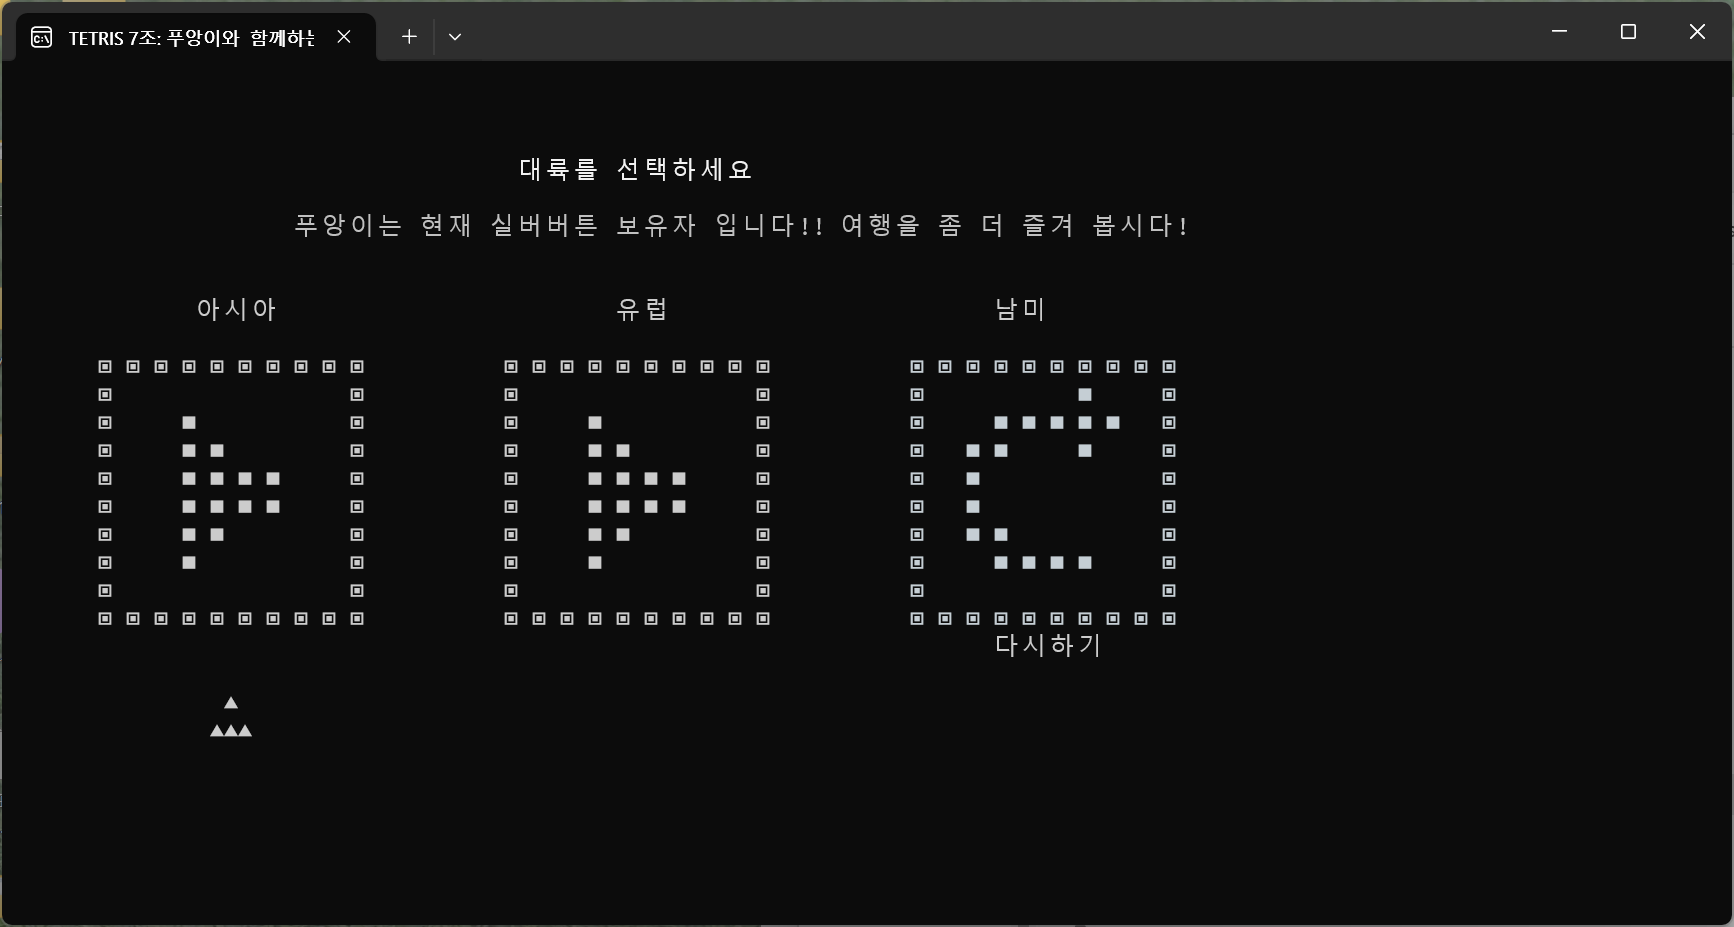 TETRIS 7조: 푸앙이와 함께하는
대륙를 선택하세요
푸앙이는 현재 실버버튼 보유자 입니다!! 여행을 좀 더 즐겨 봅시다!
아시아 유럽 남미
다시하기